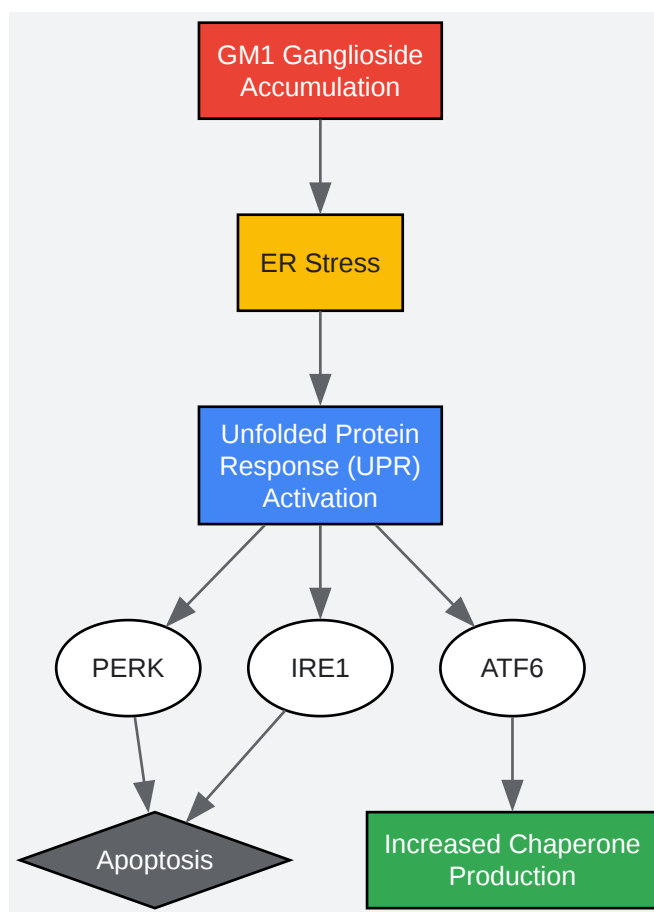 GM1 Ganglioside
Accumulation
ER Stress
Unfolded Protein
Response (UPR)
Activation
PERK
IRE1
ATF6
Apoptosis
Increased Chaperone
Production